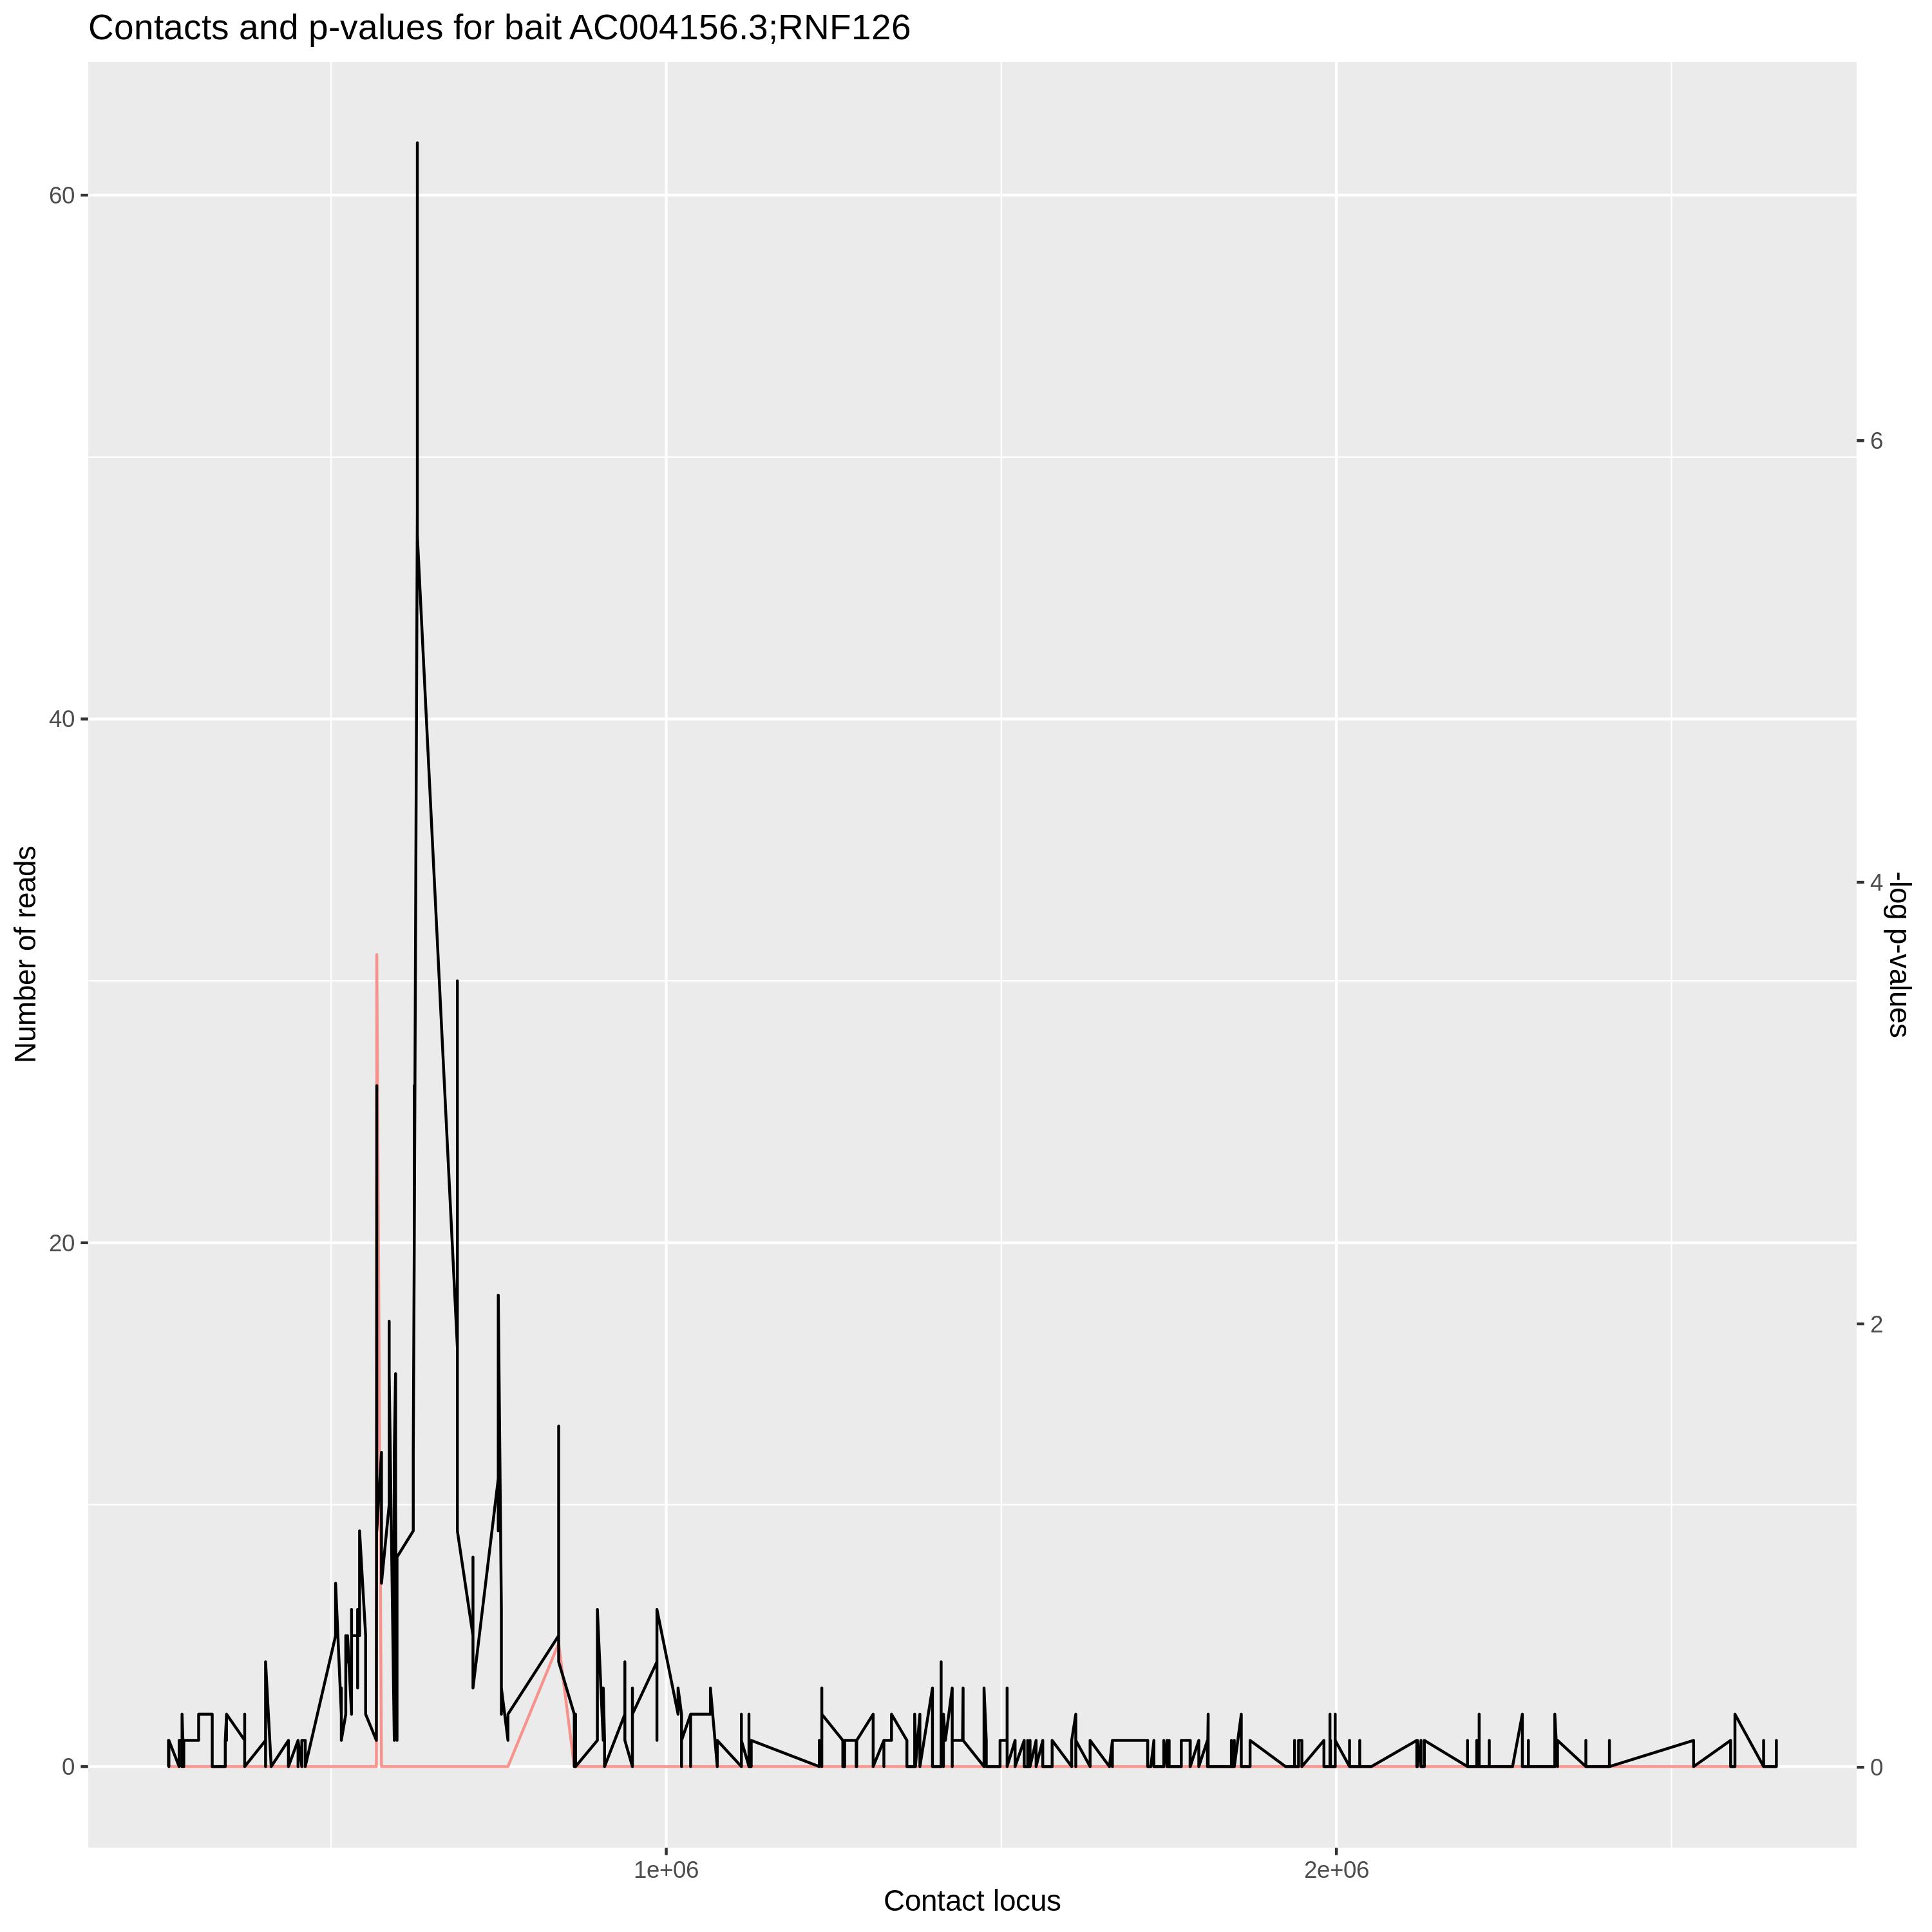 Contacts and p-values for bait AC004156.3;RNF126
60
40
20
0
Number of reads
6
4
2
0
-log p-values
1e+06
2e+06
Contact locus